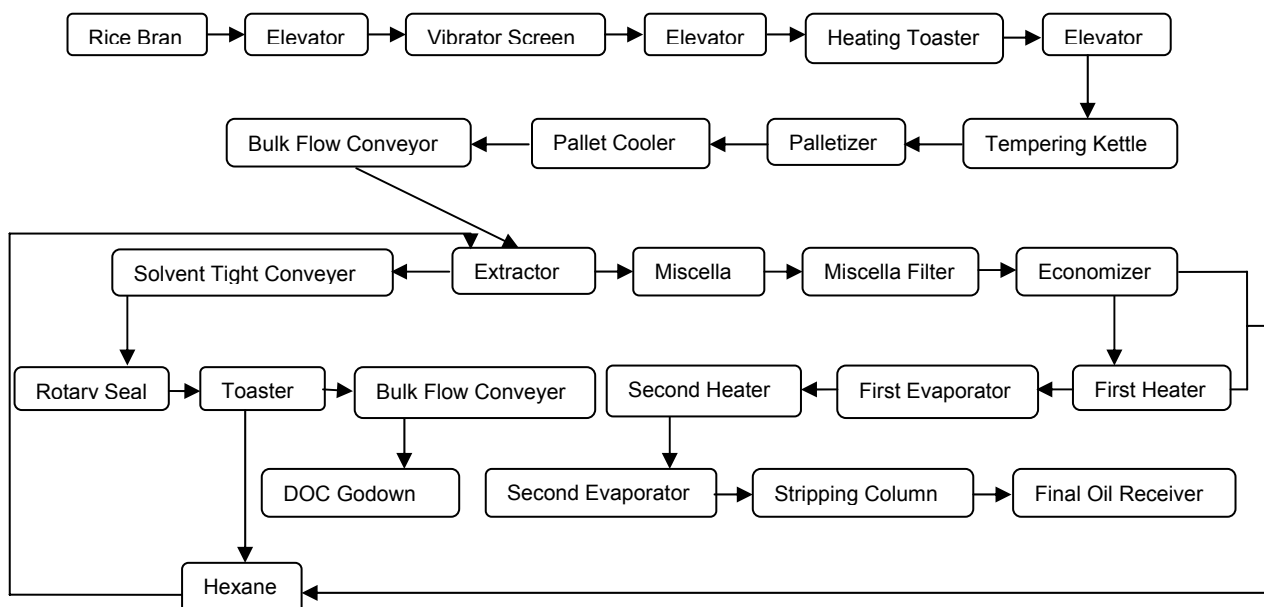 Rice Bran
Elevator
Vibrator Screen
Elevator
Heating Toaster
Elevator
Bulk Flow Conveyor
Pallet Cooler
Palletizer
Tempering Kettle
Solvent Tight Conveyer
Extractor
Miscella
Miscella Filter
Economizer
Rotary Seal
Toaster
Bulk Flow Conveyer
Second Heater
First Evaporator
First Heater
DOC Godown
Second Evaporator
Stripping Column
Final Oil Receiver
Hexane